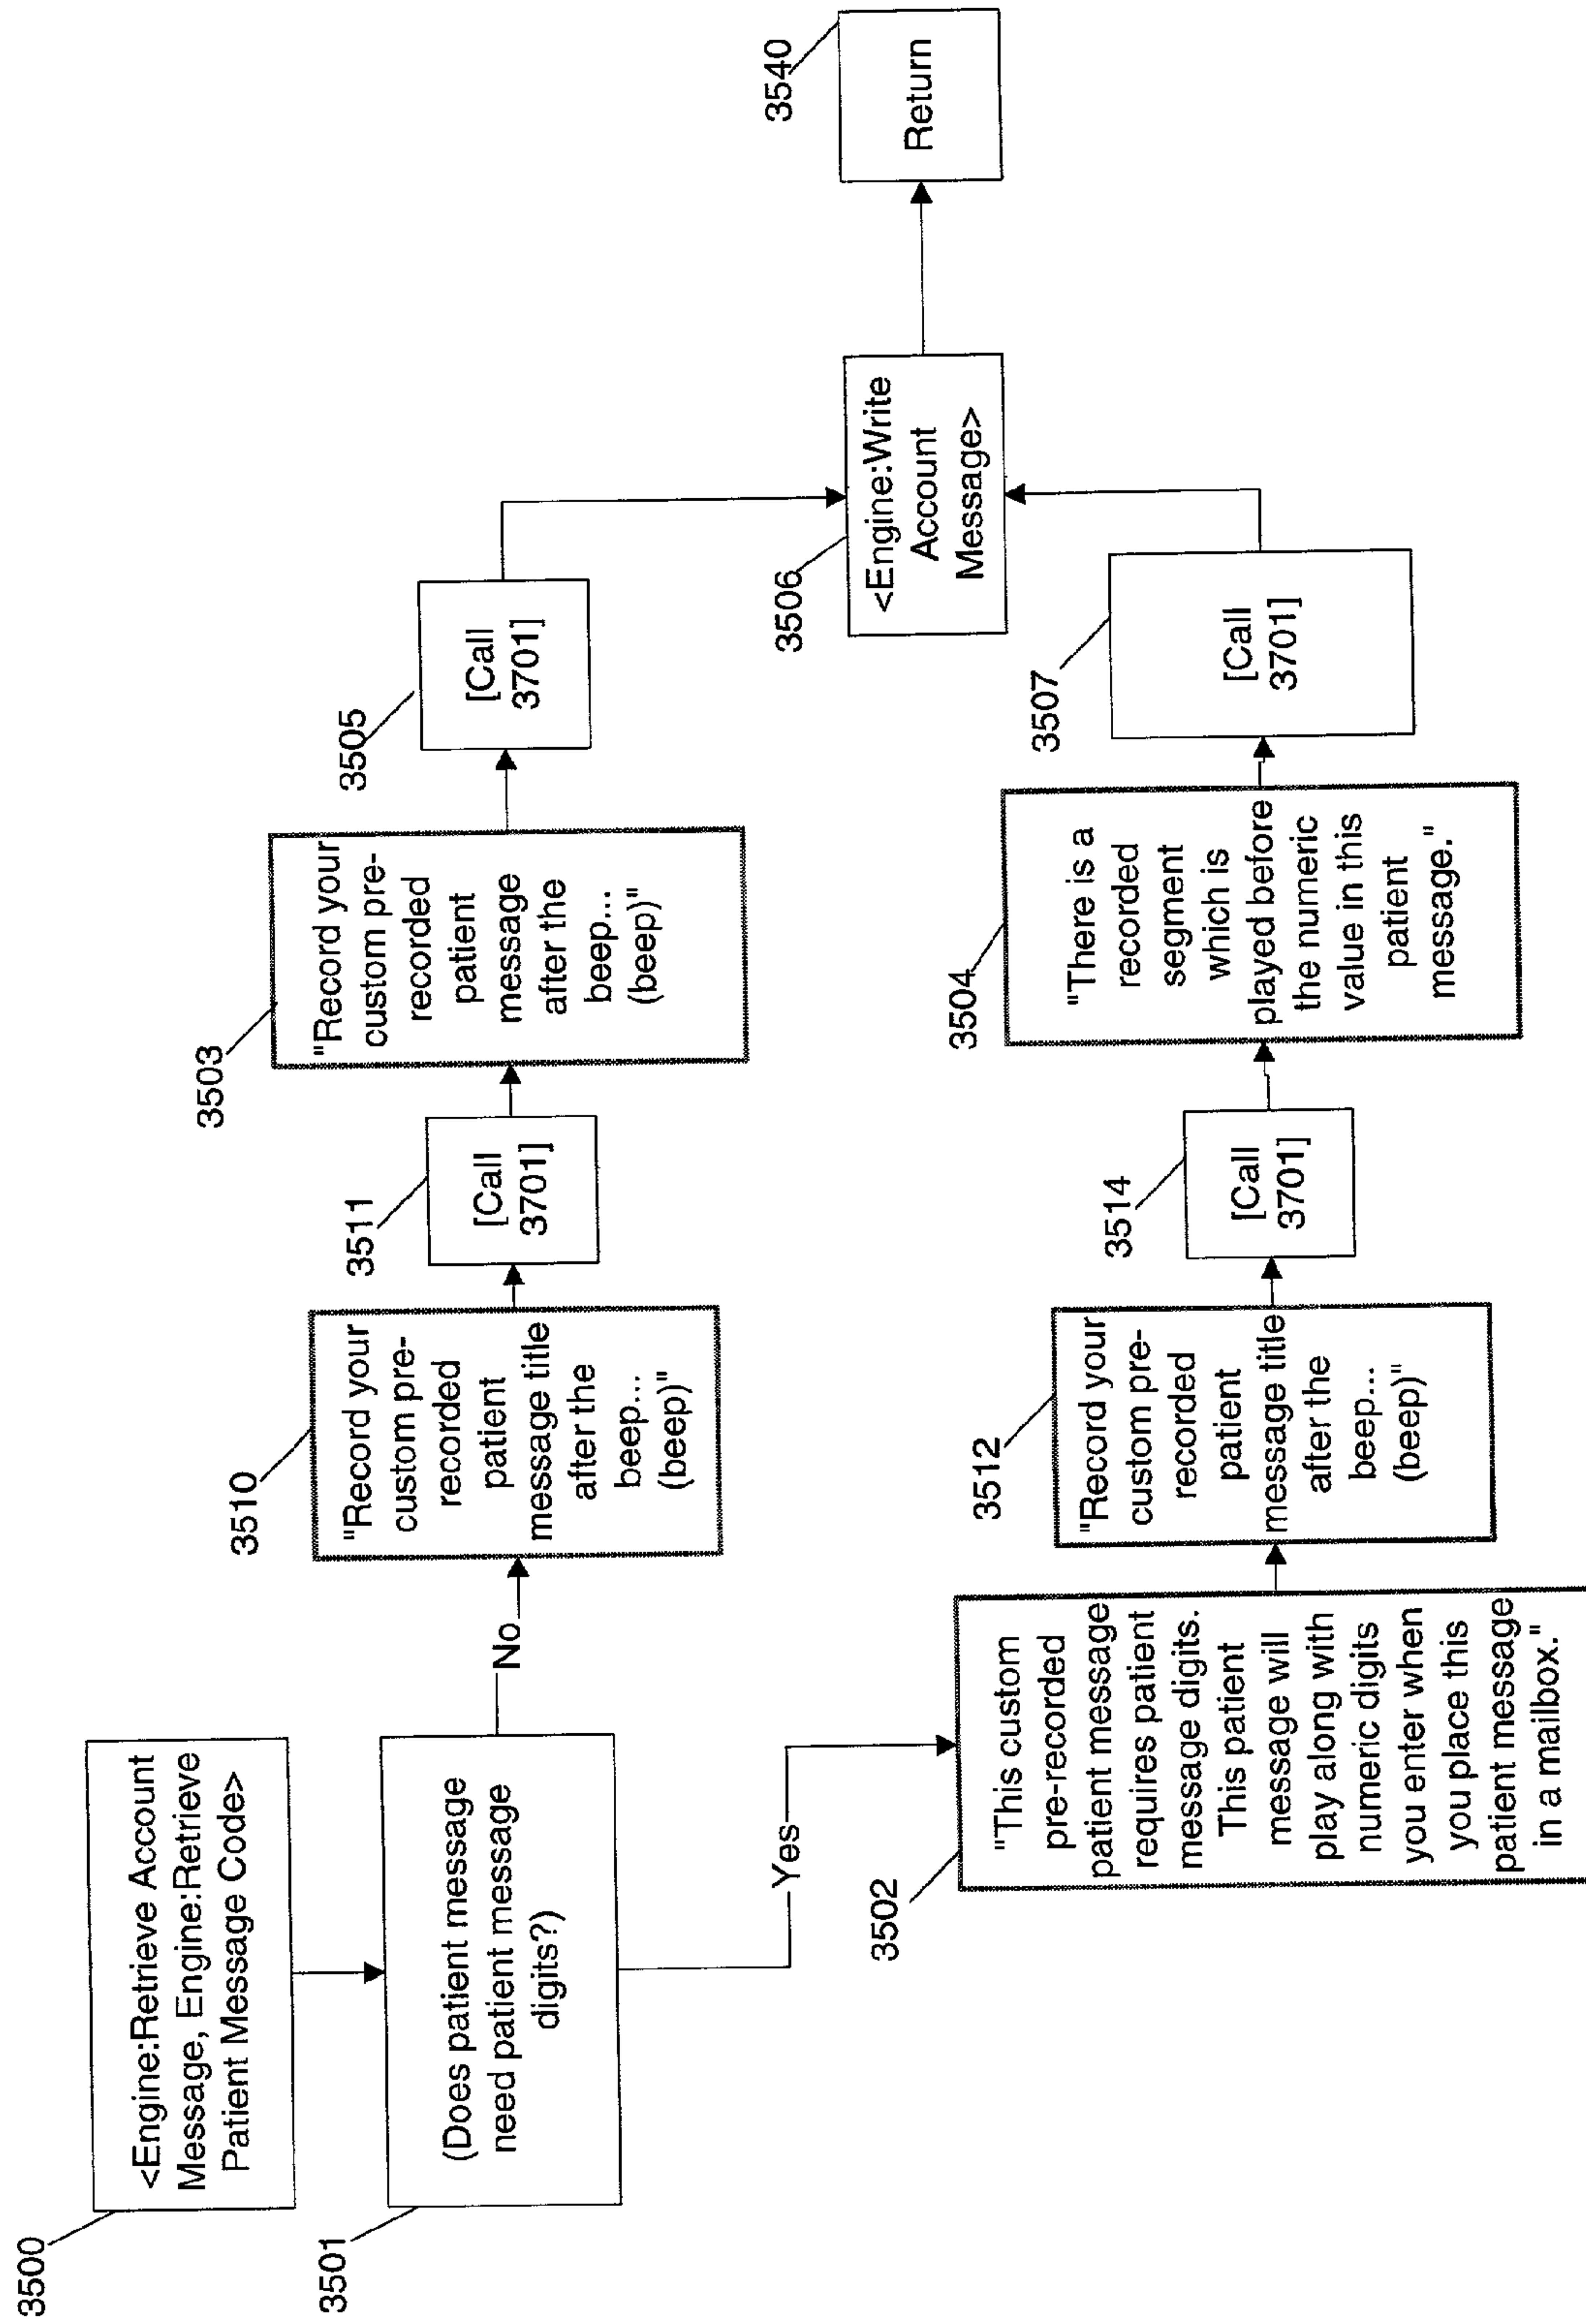 3500
<Engine:Retrieve Account
Message, Engine:Retrieve
Patient Message Code>
3501
(Does patient message
need patient message
digits?)
No
3510
"Record your
custom pre-
recorded
patient
message title
after the
beep...
(beep)"
3511
[Call
3701]
3503
"Record your
custom pre-
recorded
patient
message
after the
beep...
(beep)"
3505
[Call
3701]
Yes
3502
"This custom
pre-recorded
patient message
requires patient
message digits.
This patient
message will
play along with
numeric digits
you enter when
you place this
patient message
in a mailbox."
3512
"Record your
custom pre-
recorded
patient
message title
after the
beep...
(beep)"
3514
[Call
3701]
3504
"There is a
recorded
segment
which is
played before
the numeric
value in this
patient
message."
3507
[Call
3701]
3506
<Engine:Write
Account
Message>
3540
Return